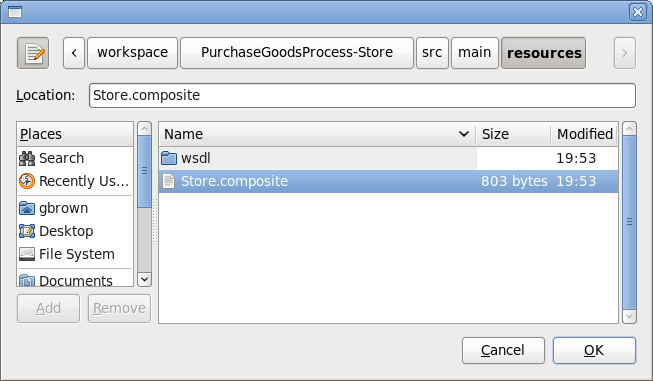 < workspace PurchaseGoodsProcess-Store src main resources >
Location: Store.composite
Places Name Size Modified
Search wsdl 19:53
Recently Us... Store.composite 803 bytes 19:53
gbrown
Desktop
File System
Documents
Add Remove
Cancel OK